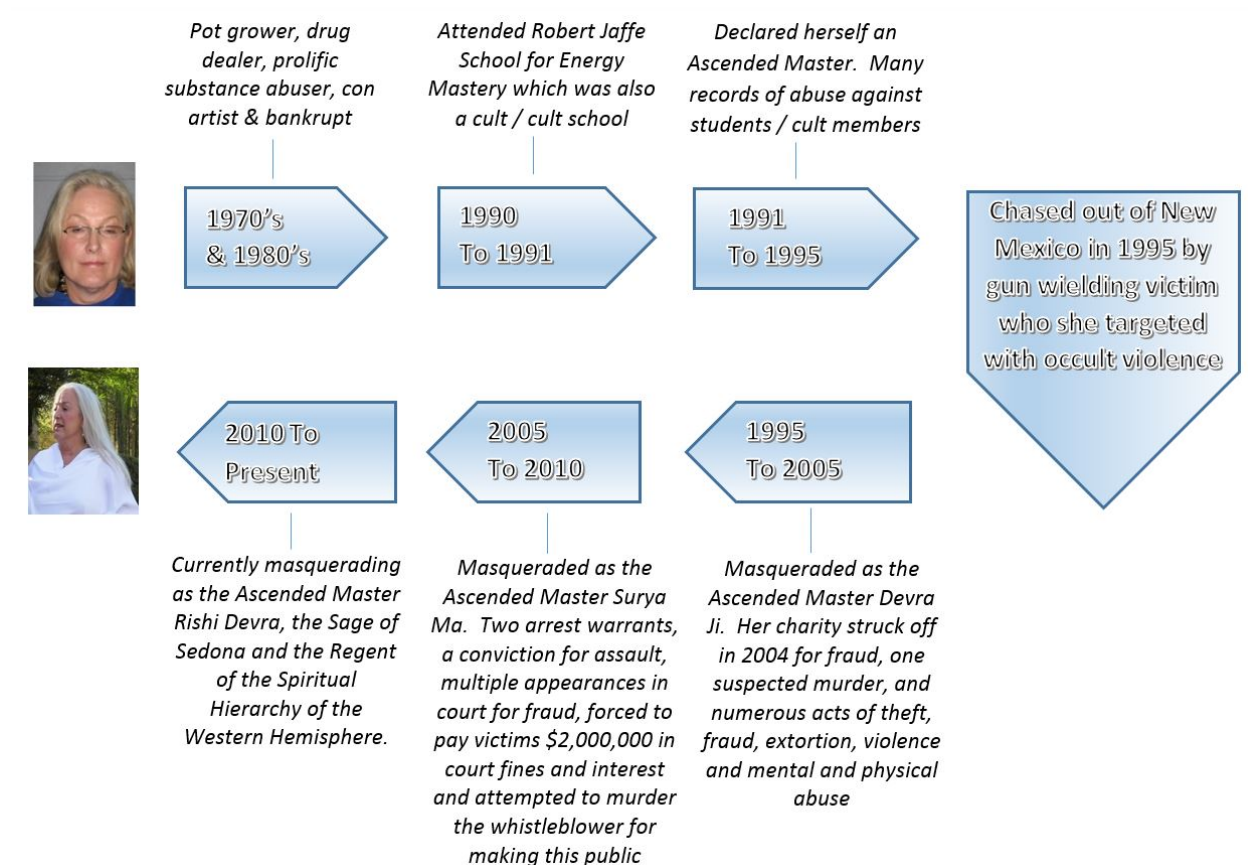 Pot grower, drug
dealer, prolific
substance abuser, con
artist & bankrupt
Attended Robert Jaffe
School for Energy
Mastery which was also
a cult / cult school
Declared herself an
Ascended Master.  Many
records of abuse against
students / cult members
1970's
& 1980's
1990
To 1991
1991
To 1995
Chased out of New
Mexico in 1995 by
gun wielding victim
who she targeted
with occult violence
1995
To 2005
Masqueraded as the
Ascended Master Devra
Ji.  Her charity struck off
in 2004 for fraud, one
suspected murder, and
numerous acts of theft,
fraud, extortion, violence
and mental and physical
abuse
2005
To 2010
Masqueraded as the
Ascended Master Surya
Ma.  Two arrest warrants,
a conviction for assault,
multiple appearances in
court for fraud, forced to
pay victims $2,000,000 in
court fines and interest
and attempted to murder
the whistleblower for
making this public
2010 To
Present
Currently masquerading
as the Ascended Master
Rishi Devra, the Sage of
Sedona and the Regent
of the Spiritual
Hierarchy of the
Western Hemisphere.